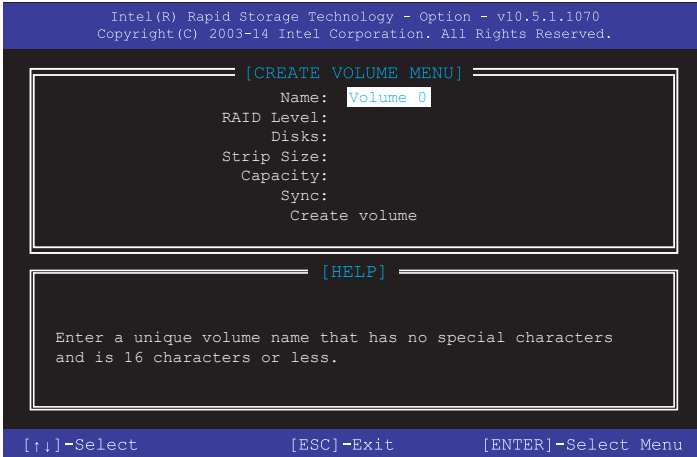 Intel(R) Rapid Storage Technology - Option - v10.5.1.1070
Copyright(C) 2003-14 Intel Corporation. All Rights Reserved.
[CREATE VOLUME MENU]
Name: Volume 0
RAID Level:
Disks:
Strip Size:
Capacity:
Sync:
Create volume
[HELP]
Enter a unique volume name that has no special characters
and is 16 characters or less.
[↑↓]-Select [ESC]-Exit [ENTER]-Select Menu